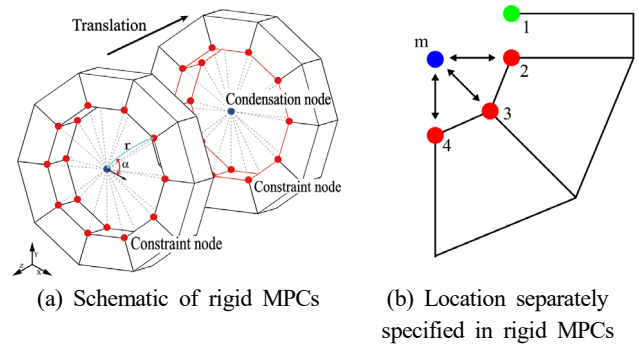 Translation
Condensation node
r
α
Constraint node
Constraint node
Y
Z
X
(a) Schematic of rigid MPCs
1
m
2
3
4
(b) Location separately
specified in rigid MPCs